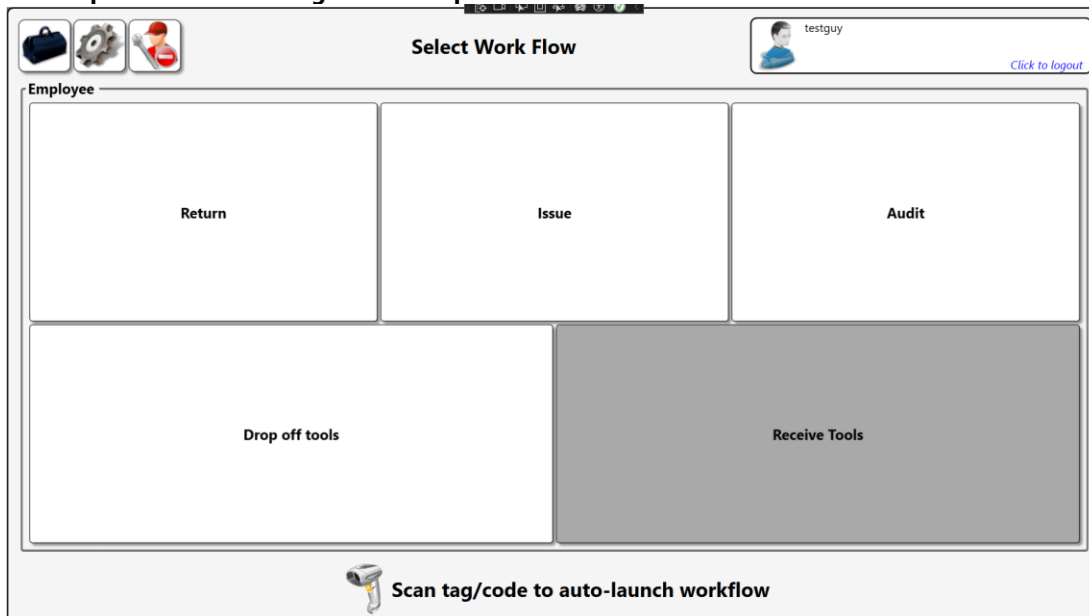 Select Work Flow
testguy
Click to logout
Employee
Return
Issue
Audit
Drop off tools
Receive Tools
Scan tag/code to auto-launch workflow